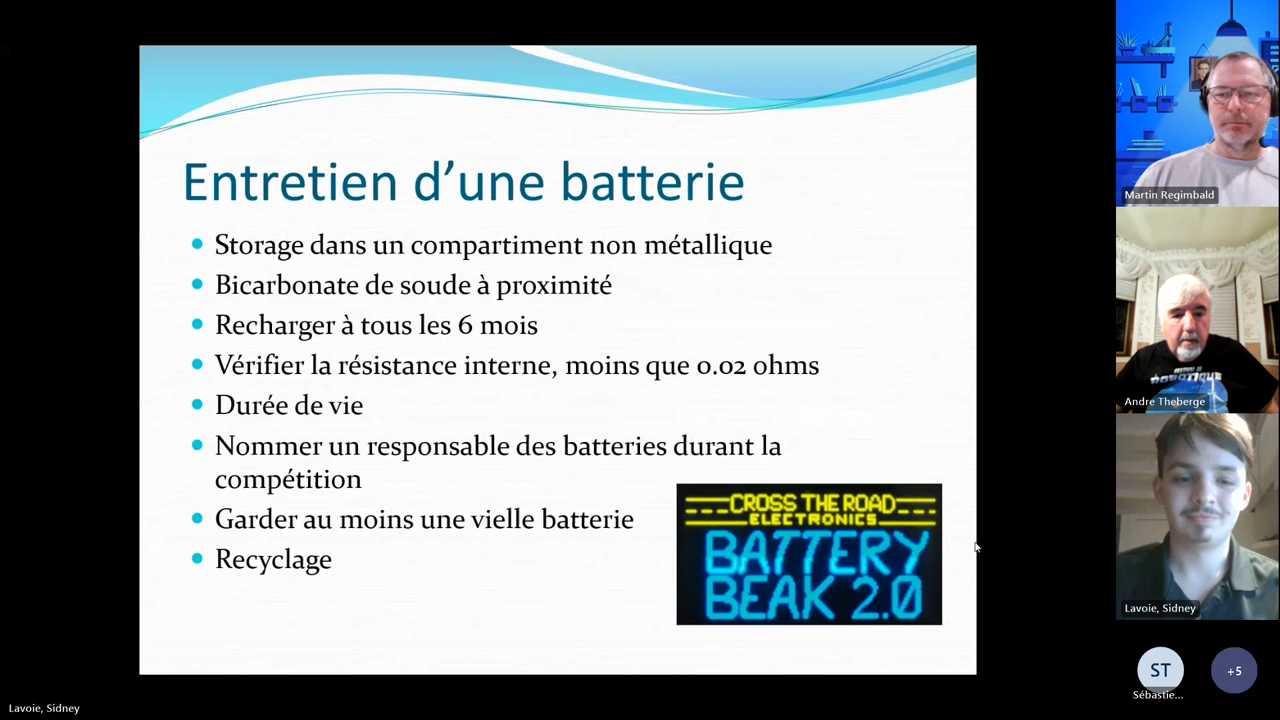 Entretien d’une batterie
Storage dans un compartiment non métallique
Bicarbonate de soude à proximité
Recharger à tous les 6 mois
Vérifier la résistance interne, moins que 0.02 ohms
Durée de vie
Nommer un responsable des batteries durant la
compétition
Garder au moins une vielle batterie
Recyclage
CROSS THE ROAD
ELECTRONICS
BATTERY
BEAK 2.0
Martin Regimbald
Andre Theberge
ROBOTIQUE
Lavoie, Sidney
ST
+5
Sébastie...
Lavoie, Sidney